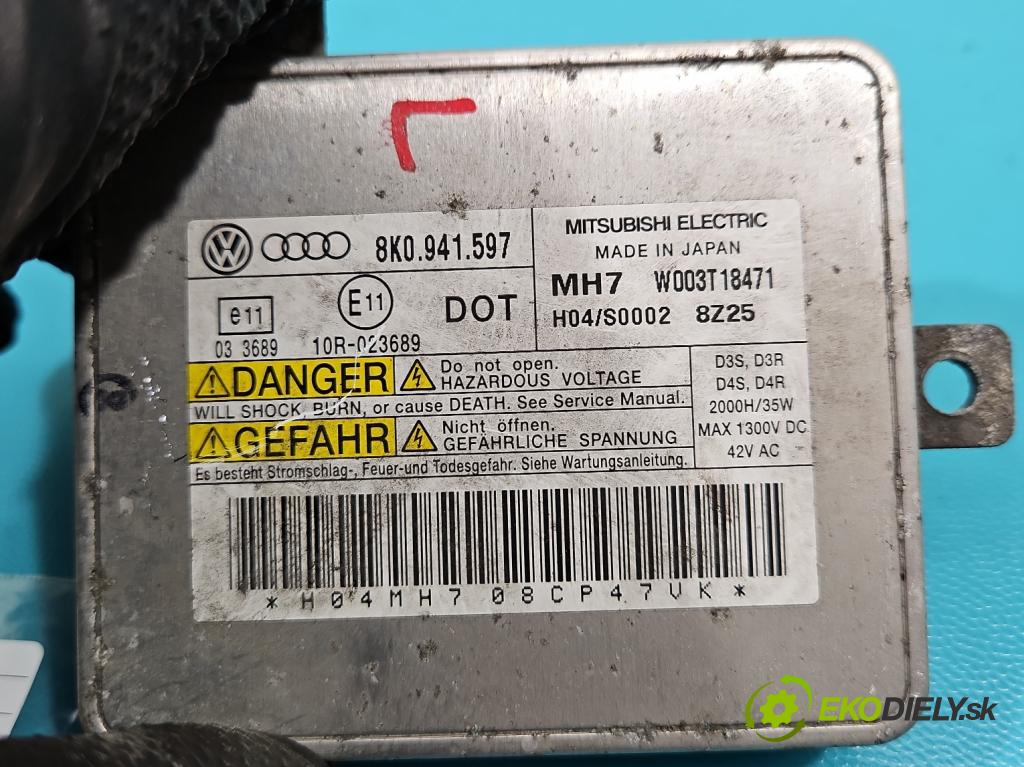 8K0.941.597
e11
E11
DOT
03 3689 10R-023689
MITSUBISHI ELECTRIC
MADE IN JAPAN
MH7 W003T18471
H04/S0002 8Z25
DANGER
Do not open.
HAZARDOUS VOLTAGE
WILL SHOCK, BURN, or cause DEATH. See Service Manual.
GEFAHR
Nicht öffnen.
GEFÄHRLICHE SPANNUNG
Es besteht Stromschlag-, Feuer-und Todesgefahr. Siehe Wartungsanleitung.
D3S, D3R
D4S, D4R
2000H/35W
MAX 1300V DC
42V AC
*H04MH7 08CP47VK*
EKODIELY.sk